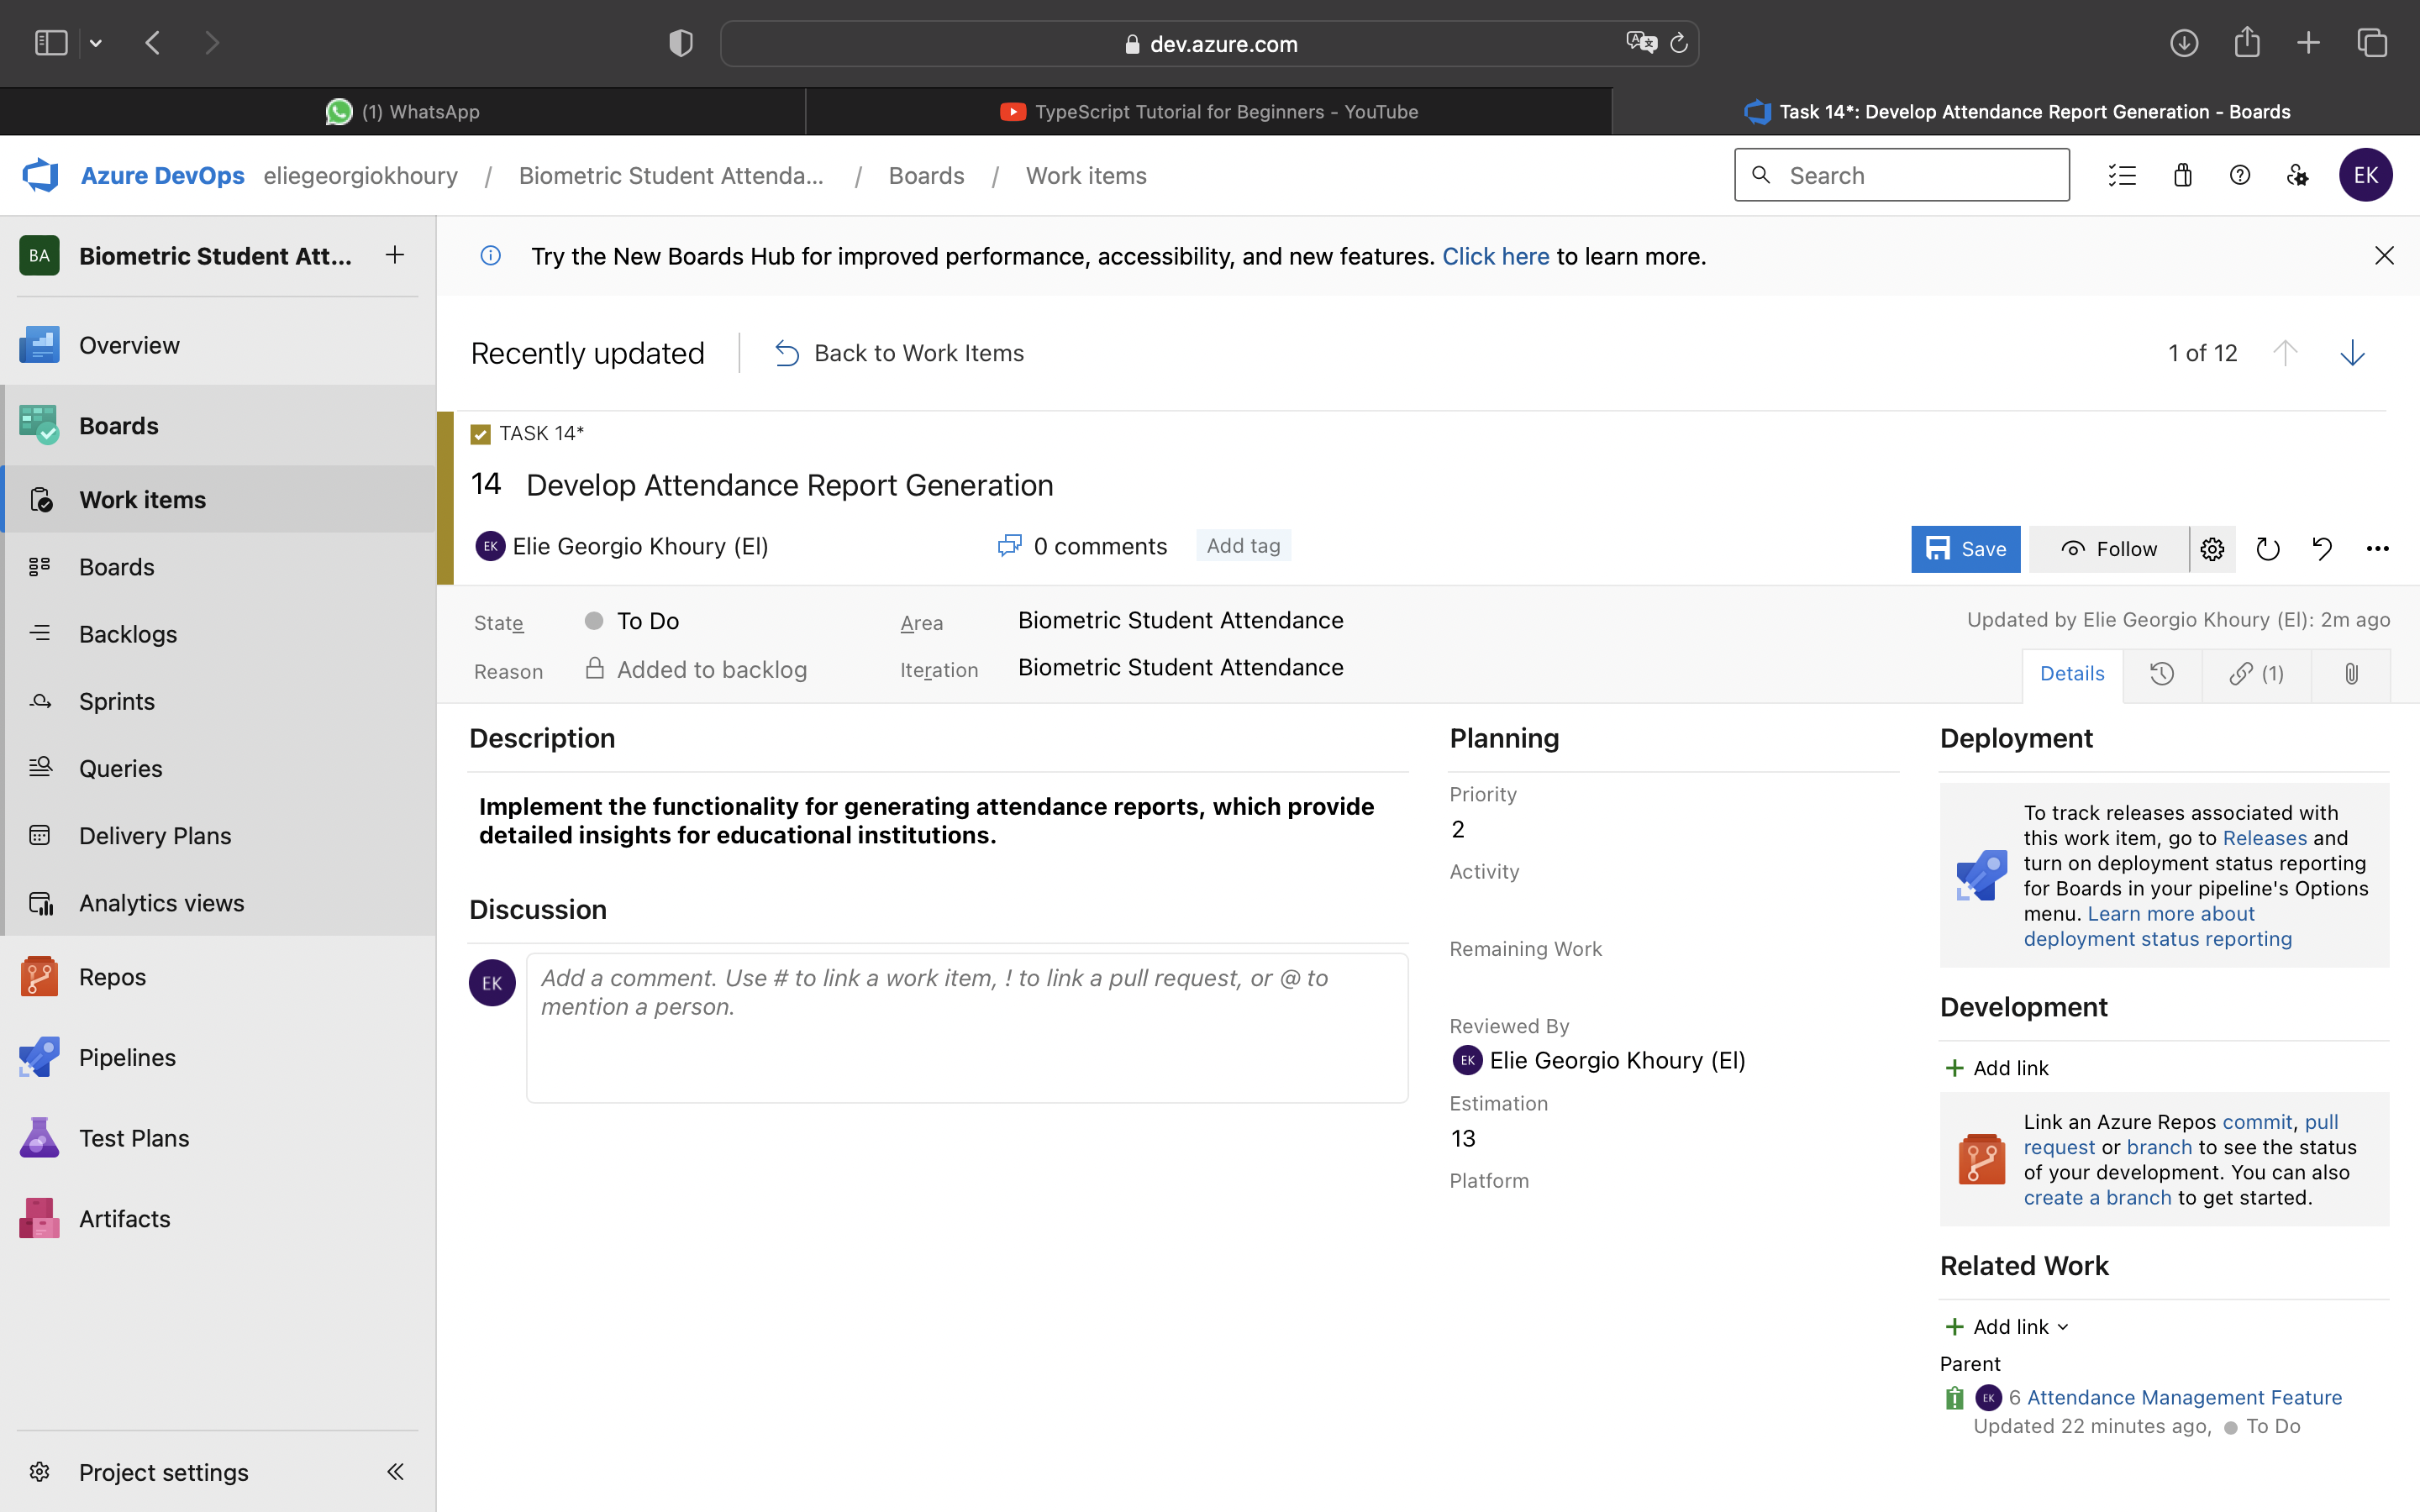 dev.azure.com
(1) WhatsApp
TypeScript Tutorial for Beginners - YouTube
Task 14*: Develop Attendance Report Generation - Boards
Azure DevOps eliegeorgiokhoury / Biometric Student Attenda... / Boards / Work items
Search
EK
BA Biometric Student Att...
Overview
Boards
Work items
Boards
Backlogs
Sprints
Queries
Delivery Plans
Analytics views
Repos
Pipelines
Test Plans
Artifacts
Project settings
Try the New Boards Hub for improved performance, accessibility, and new features. Click here to learn more.
Recently updated
Back to Work Items
1 of 12
TASK 14*
14 Develop Attendance Report Generation
EK Elie Georgio Khoury (El)
0 comments
Add tag
Save
Follow
State To Do
Area Biometric Student Attendance
Updated by Elie Georgio Khoury (El): 2m ago
Reason Added to backlog
Iteration Biometric Student Attendance
Details
(1)
Description
Implement the functionality for generating attendance reports, which provide
detailed insights for educational institutions.
Discussion
EK
Add a comment. Use # to link a work item, ! to link a pull request, or @ to
mention a person.
Planning
Priority
2
Activity
Remaining Work
Reviewed By
EK Elie Georgio Khoury (El)
Estimation
13
Platform
Deployment
To track releases associated with
this work item, go to Releases and
turn on deployment status reporting
for Boards in your pipeline's Options
menu. Learn more about
deployment status reporting
Development
Add link
Link an Azure Repos commit, pull
request or branch to see the status
of your development. You can also
create a branch to get started.
Related Work
Add link
Parent
EK 6 Attendance Management Feature
Updated 22 minutes ago, To Do